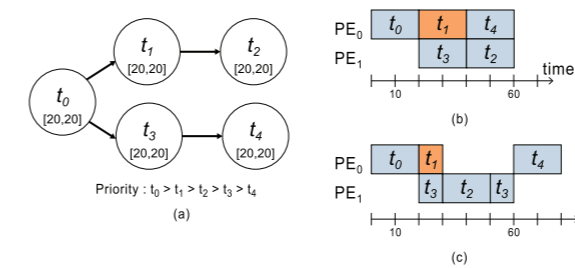 t1
[20,20]
t2
[20,20]
t0
[20,20]
t3
[20,20]
t4
[20,20]
Priority : t0 > t1 > t2 > t3 > t4
(a)
PE0 t0 t1 t4
PE1 t3 t2
time
10 60
(b)
PE0 t0 t1 t4
PE1 t3 t2 t3
10 60
(c)